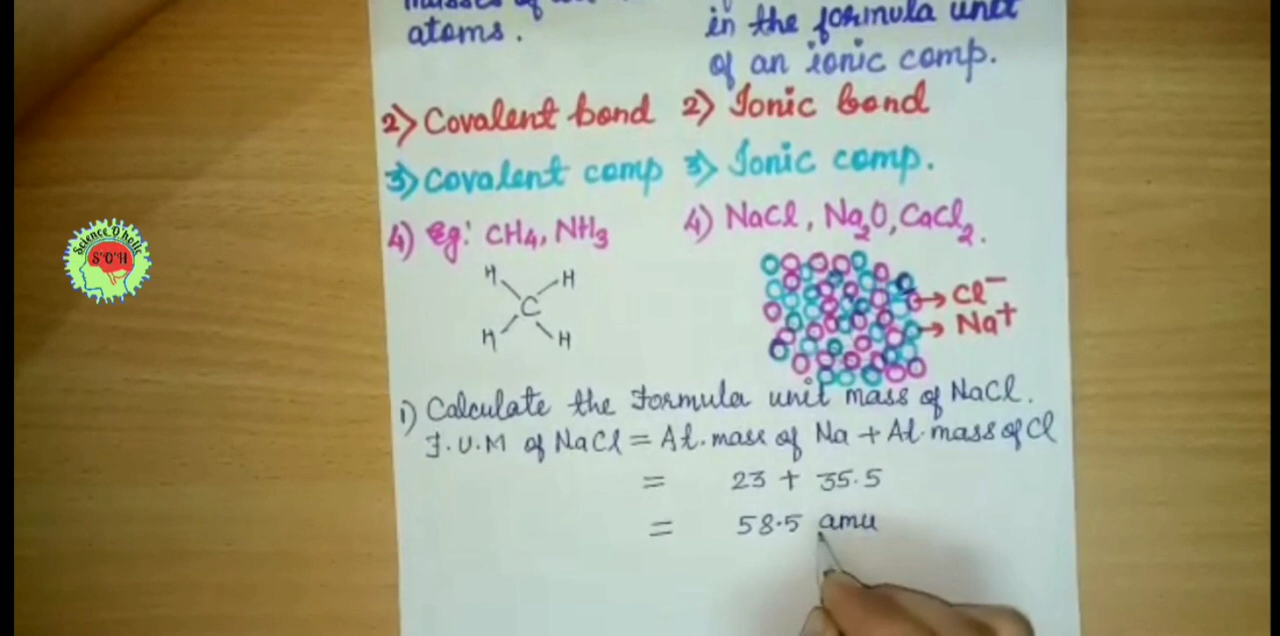 atoms.
in the formula unit
of an ionic comp.
2) Covalent bond
2) Ionic bond
3) Covalent comp
3) Ionic comp.
4) Eg: CH4, NH3
4) NaCl, Na2O, CaCl2.
H H
C
H H
Cl⁻
Na⁺
1) Calculate the Formula unit mass of NaCl.
F.U.M of NaCl = At. mass of Na + At. mass of Cl
= 23 + 35.5
= 58.5 amu
Science O'holic
S'O'H